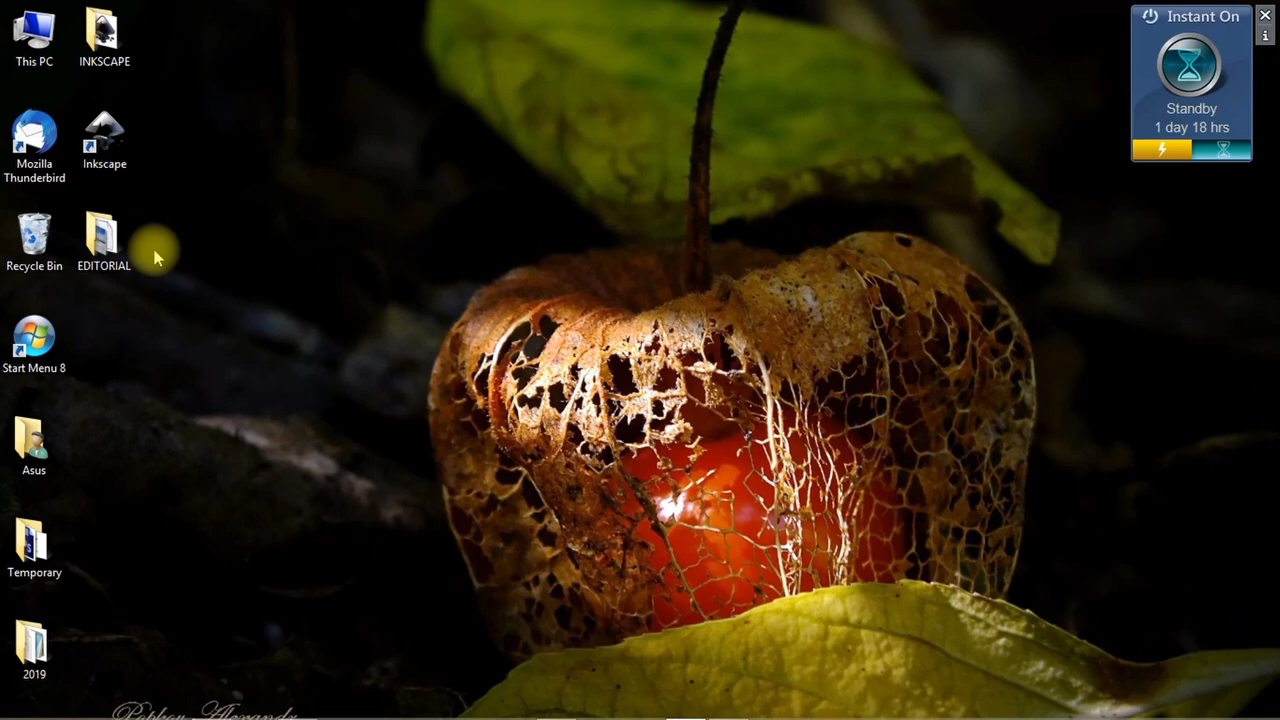 This PC
INKSCAPE
Mozilla
Thunderbird
Inkscape
Recycle Bin
EDITORIAL
Start Menu 8
Asus
Temporary
2019
Instant On
Standby
1 day 18 hrs